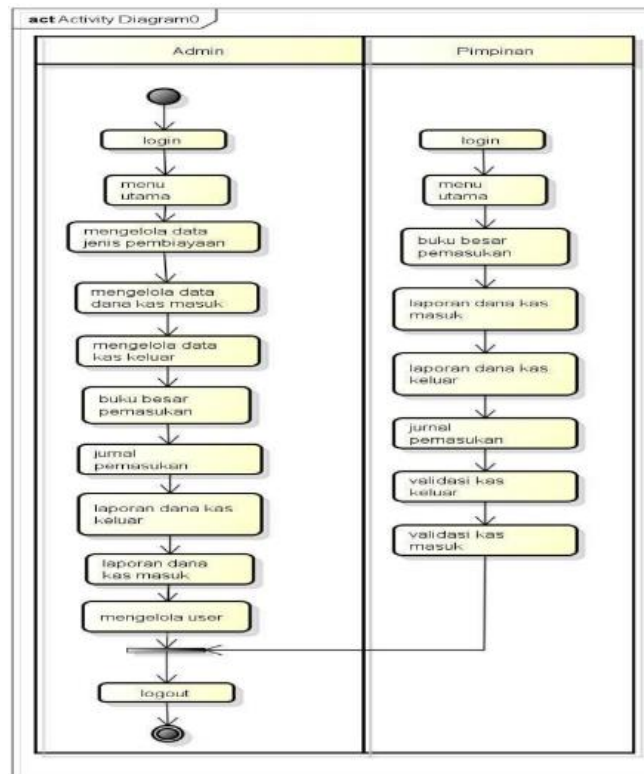 act Activity Diagram0
Admin
login
menu
utama
mengelola data
jenis pembiayaan
mengelola data
dana kas masuk
mengelola data
kas keluar
buku besar
pemasukan
jurnal
pemasukan
laporan dana kas
keluar
laporan dana
kas masuk
mengelola user
logout
Pimpinan
login
menu
utama
buku besar
pemasukan
laporan dana kas
masuk
laporan dana kas
keluar
jurnal
pemasukan
validasi kas
keluar
validasi kas
masuk